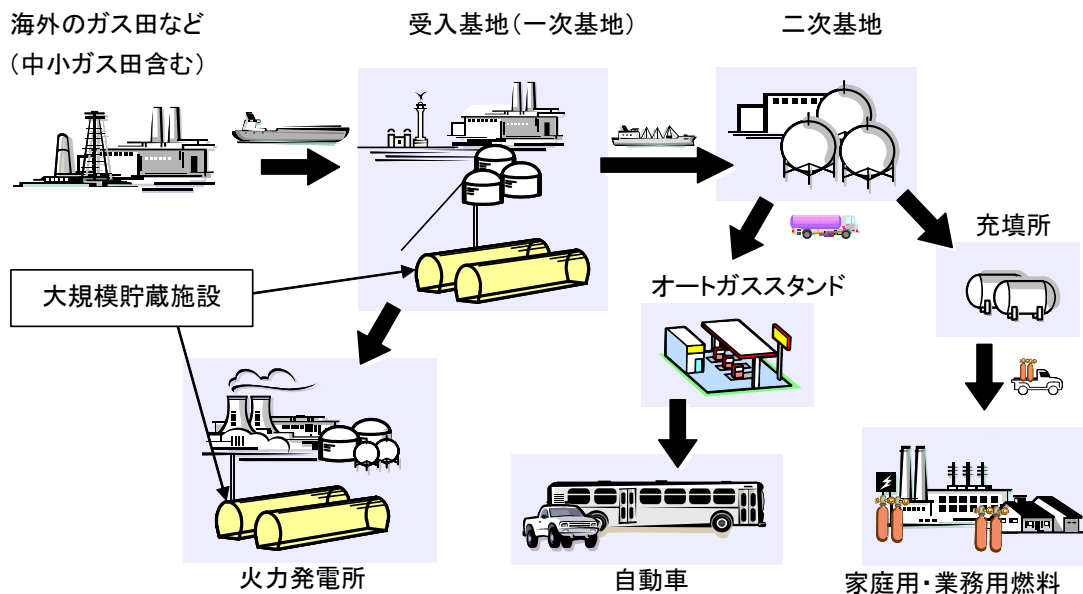 海外のガス田など
(中小ガス田含む)
受入基地(一次基地)
二次基地
充填所
大規模貯蔵施設
オートガススタンド
火力発電所
自動車
家庭用・業務用燃料